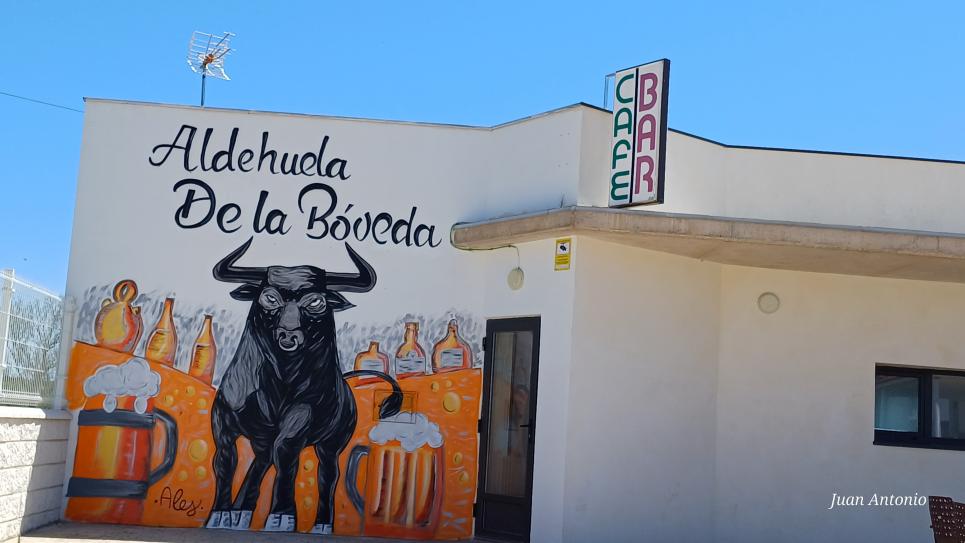 Aldehuela
De la Bóveda
CAFE
BAR
.Ales.
Juan Antonio